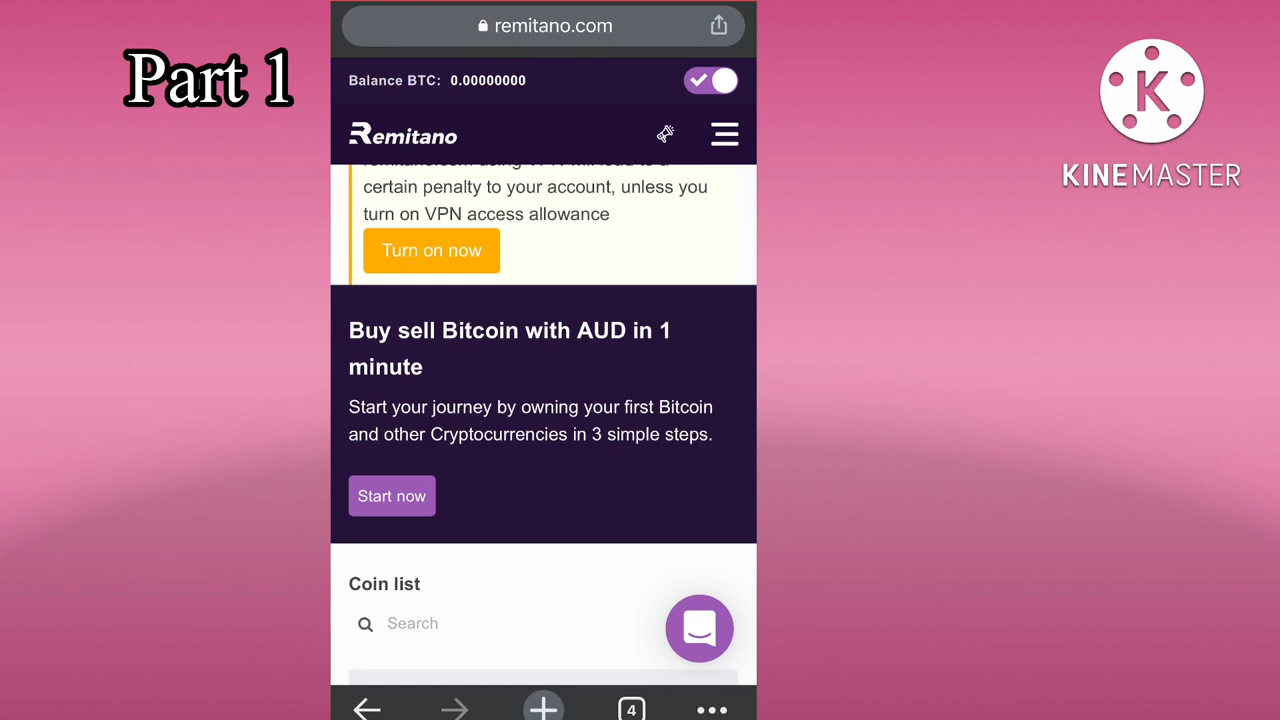 Part 1
remitano.com
Balance BTC: 0.00000000
Remitano
certain penalty to your account, unless you
turn on VPN access allowance
Turn on now
Buy sell Bitcoin with AUD in 1
minute
Start your journey by owning your first Bitcoin
and other Cryptocurrencies in 3 simple steps.
Start now
Coin list
Search
4
K
KINEMASTER